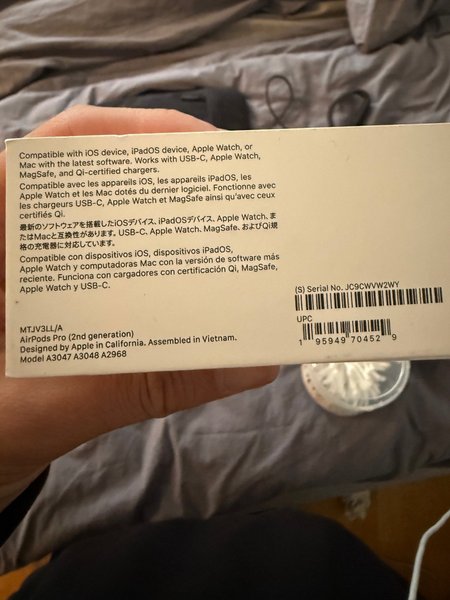 Compatible with iOS device, iPadOS device, Apple Watch, or
Mac with the latest software. Works with USB-C, Apple Watch,
MagSafe, and Qi-certified chargers.
Compatible avec les appareils iOS, les appareils iPadOS, les
Apple Watch et les Mac dotés du dernier logiciel. Fonctionne avec
les chargeurs USB-C, Apple Watch et MagSafe ainsi qu'avec ceux
certifiés Qi.
最新のソフトウェアを搭載したiOSデバイス、iPadOSデバイス、Apple Watch、ま
たはMacと互換性があります。USB-C、Apple Watch、MagSafe、およびQi規
格の充電器に対応しています。
Compatible con dispositivos iOS, dispositivos iPadOS,
Apple Watch y computadoras Mac con la versión de software más
reciente. Funciona con cargadores con certificación Qi, MagSafe,
Apple Watch y USB-C.
(S) Serial No. JC9CWVW2WY
UPC
1 95949 70452 9
MTJV3LL/A
AirPods Pro (2nd generation)
Designed by Apple in California. Assembled in Vietnam.
Model A3047 A3048 A2968